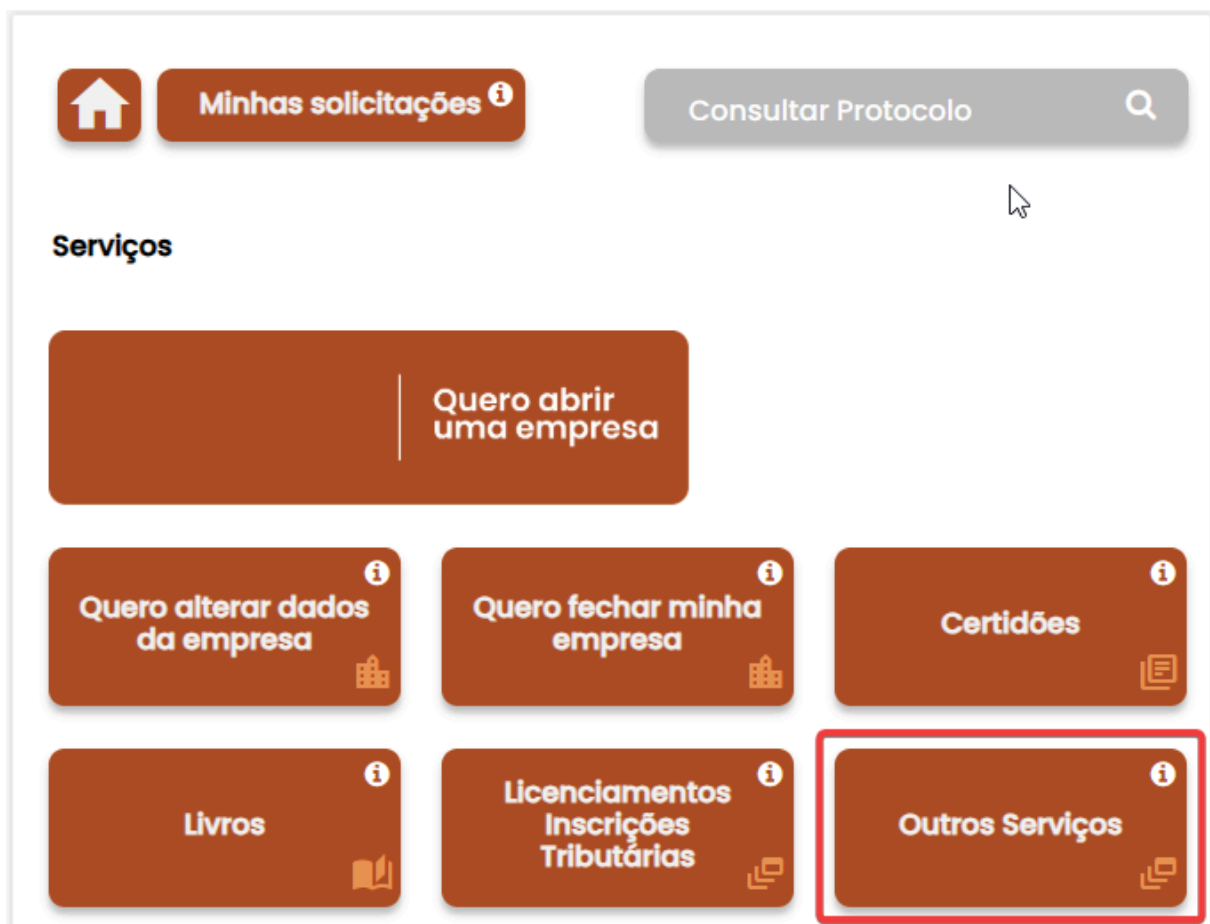 Minhas solicitações
Consultar Protocolo
Serviços
Quero abrir
uma empresa
Quero alterar dados
da empresa
Quero fechar minha
empresa
Certidões
Livros
Licenciamentos
Inscrições
Tributárias
Outros Serviços